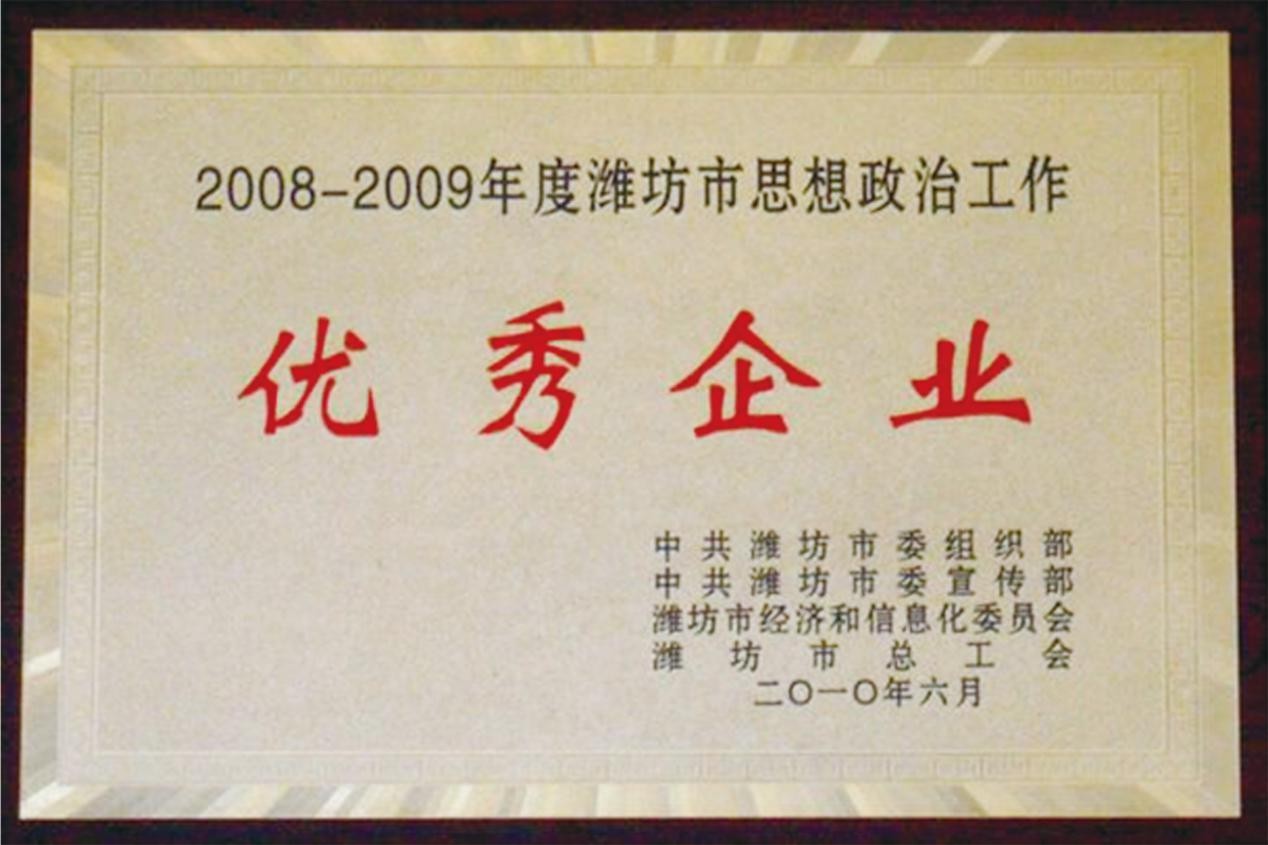 2008-2009年度潍坊市思想政治工作
优秀企业
中共潍坊市委组织部
中共潍坊市委宣传部
潍坊市经济和信息化委员会
潍坊市总工会
二〇一〇年六月